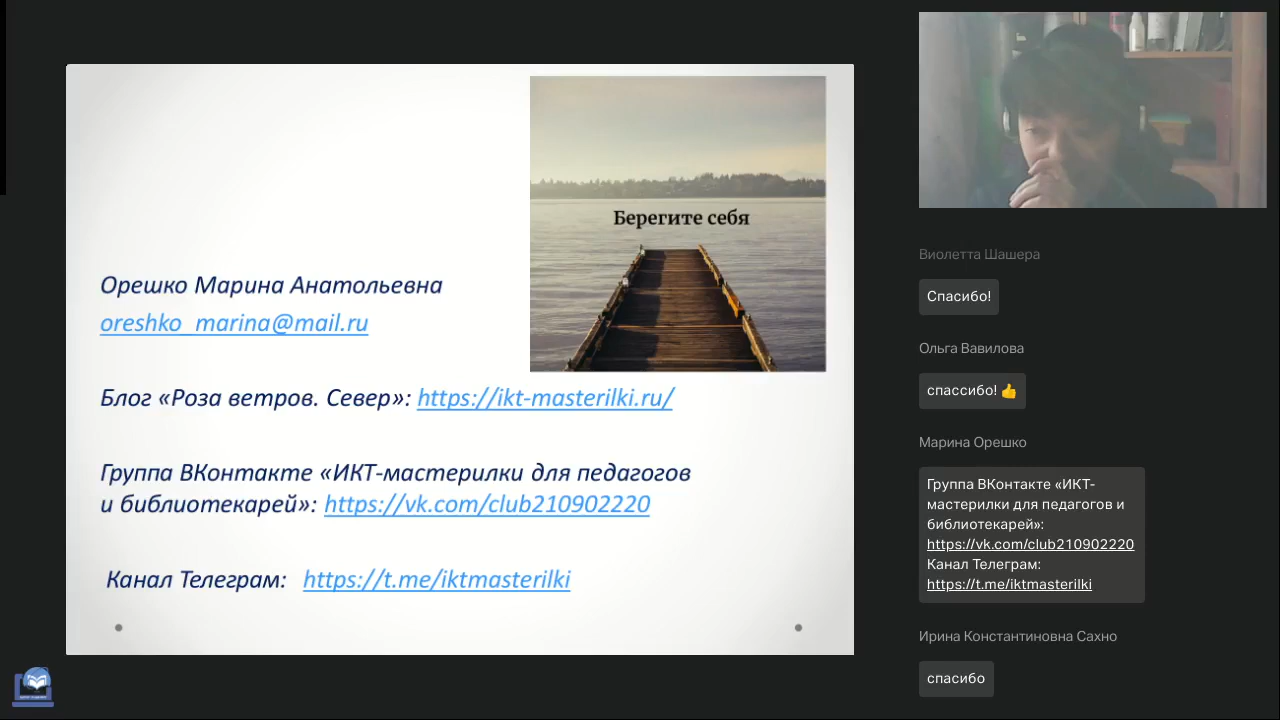 Берегите себя
Орешко Марина Анатольевна
oreshko_marina@mail.ru
Блог «Роза ветров. Север»: https://ikt-masterilki.ru/
Группа ВКонтакте «ИКТ-мастерилки для педагогов
и библиотекарей»: https://vk.com/club210902220
Канал Телеграм: https://t.me/iktmasterilki
Виолетта Шашера
Спасибо!
Ольга Вавилова
спассибо! 👍
Марина Орешко
Группа ВКонтакте «ИКТ-
мастерилки для педагогов и
библиотекарей»:
https://vk.com/club210902220
Канал Телеграм:
https://t.me/iktmasterilki
Ирина Константиновна Сахно
спасибо